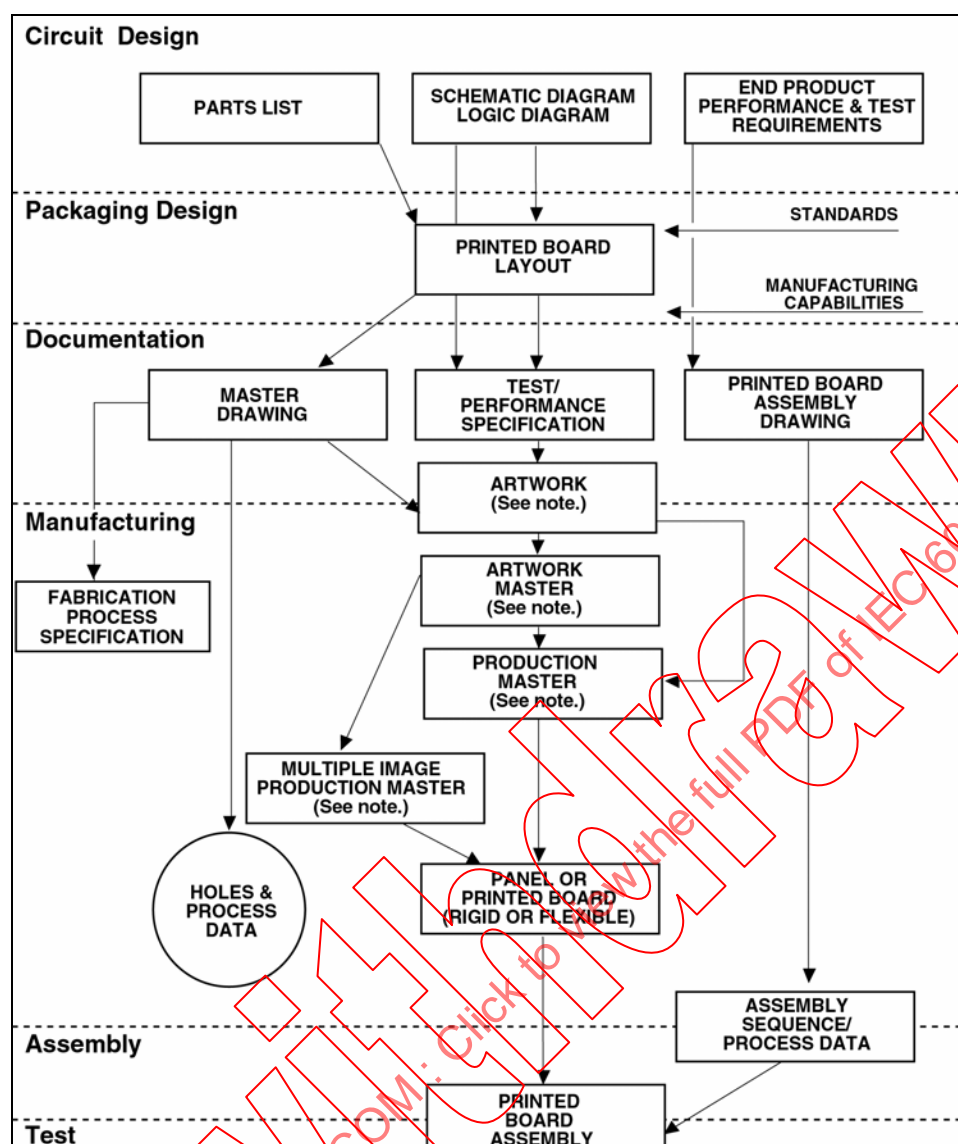 Circuit Design
PARTS LIST
SCHEMATIC DIAGRAM
LOGIC DIAGRAM
END PRODUCT
PERFORMANCE & TEST
REQUIREMENTS
Packaging Design
STANDARDS
PRINTED BOARD
LAYOUT
MANUFACTURING
CAPABILITIES
Documentation
MASTER
DRAWING
TEST/
PERFORMANCE
SPECIFICATION
PRINTED BOARD
ASSEMBLY
DRAWING
ARTWORK
(See note.)
Manufacturing
FABRICATION
PROCESS
SPECIFICATION
ARTWORK
MASTER
(See note.)
PRODUCTION
MASTER
(See note.)
MULTIPLE IMAGE
PRODUCTION MASTER
(See note.)
HOLES &
PROCESS
DATA
PANEL OR
PRINTED BOARD
(RIGID OR FLEXIBLE)
ASSEMBLY
SEQUENCE/
PROCESS DATA
Assembly
PRINTED
BOARD
ASSEMBLY
Test
withdraw
COM : Click to view the full PDF of IEC 60